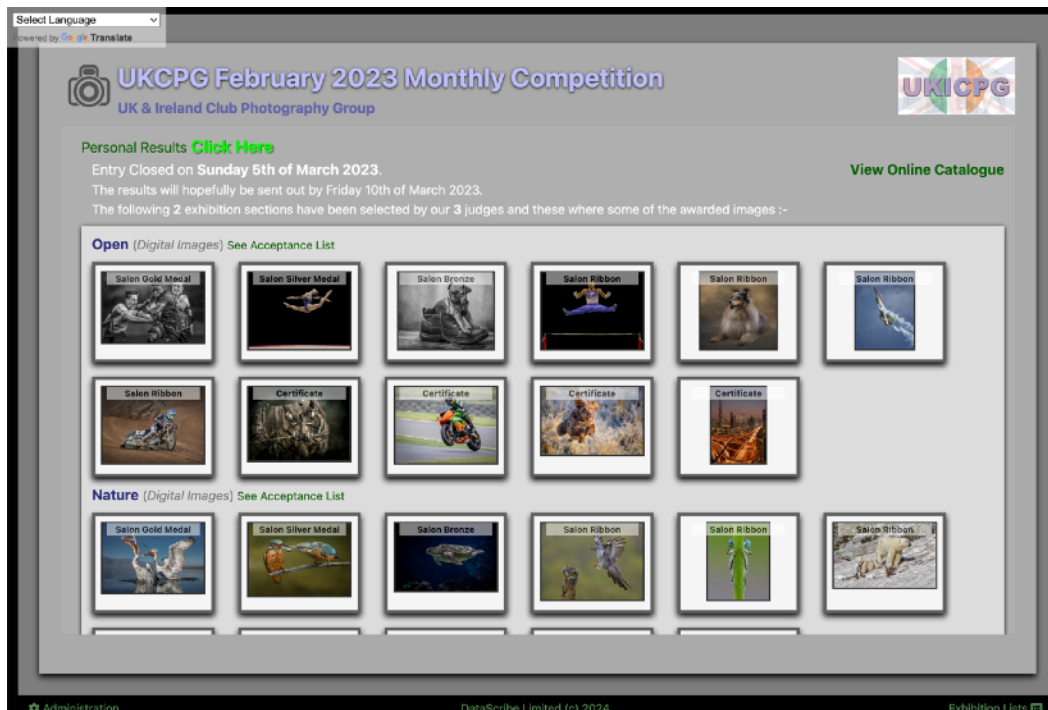 Select Language
Powered by Google Translate
UKCPG February 2023 Monthly Competition
UK & Ireland Club Photography Group
UKICPG
Personal Results Click Here
Entry Closed on Sunday 5th of March 2023.
View Online Catalogue
The results will hopefully be sent out by Friday 10th of March 2023.
The following 2 exhibition sections have been selected by our 3 judges and these where some of the awarded images :-
Open (Digital Images) See Acceptance List
Salon Gold Medal
Salon Silver Medal
Salon Bronze
Salon Ribbon
Salon Ribbon
Salon Ribbon
Salon Ribbon
Certificate
Certificate
Certificate
Certificate
Nature (Digital Images) See Acceptance List
Salon Gold Medal
Salon Silver Medal
Salon Bronze
Salon Ribbon
Salon Ribbon
Salon Ribbon
Administration
DataScribe Limited (c) 2024
Exhibition Lists